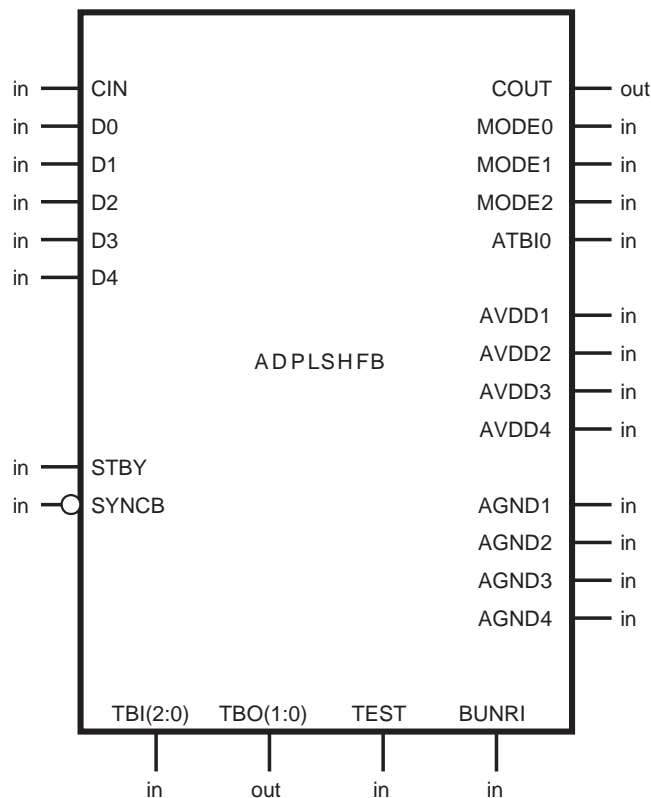 in CIN COUT out
in D0 MODE0 in
in D1 MODE1 in
in D2 MODE2 in
in D3 ATBI0 in
in D4
AVDD1 in
AVDD2 in
ADPLSHFB
AVDD3 in
AVDD4 in
in STBY
in SYNCB AGND1 in
AGND2 in
AGND3 in
AGND4 in
TBI(2:0) TBO(1:0) TEST BUNRI
in out in in